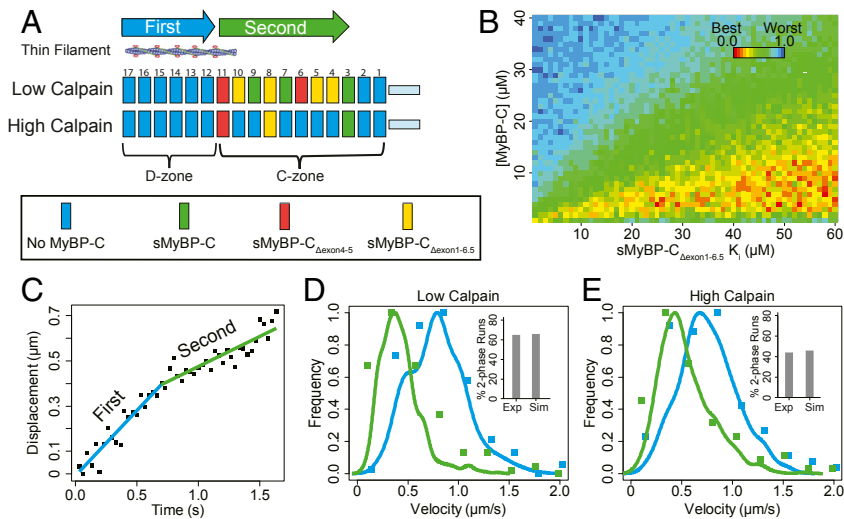 A
First
Second
Thin Filament
17 16 15 14 13 12 11 10 9 8 7 6 5 4 3 2 1
Low Calpain
High Calpain
D-zone
C-zone
No MyBP-C
sMyBP-C
sMyBP-CΔexon4-5
sMyBP-CΔexon1-6.5
B
Best
Worst
0.0
1.0
[MyBP-C] (µM)
40
30
20
10
10 20 30 40 50 60
sMyBP-CΔexon1-6.5 Ki (µM)
C
Displacement (µm)
0.7
0.5
0.3
0.1
0
First
Second
0.0 0.5 1.0 1.5
Time (s)
D
Low Calpain
Frequency
1.0
0.8
0.6
0.4
0.2
0.0
% 2-phase Runs
80
60
40
20
0
Exp Sim
0 0.5 1.0 1.5 2.0
Velocity (µm/s)
E
High Calpain
Frequency
1.0
0.8
0.6
0.4
0.2
0.0
% 2-phase Runs
80
60
40
20
0
Exp Sim
0 0.5 1.0 1.5 2.0
Velocity (µm/s)